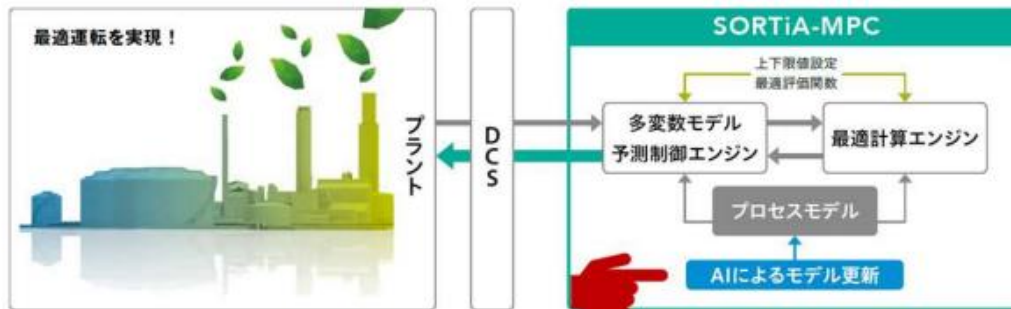 最適運転を実現！
プラント
DCS
SORTiA-MPC
上下限値設定
最適評価関数
多変数モデル
予測制御エンジン
最適計算エンジン
プロセスモデル
AIによるモデル更新